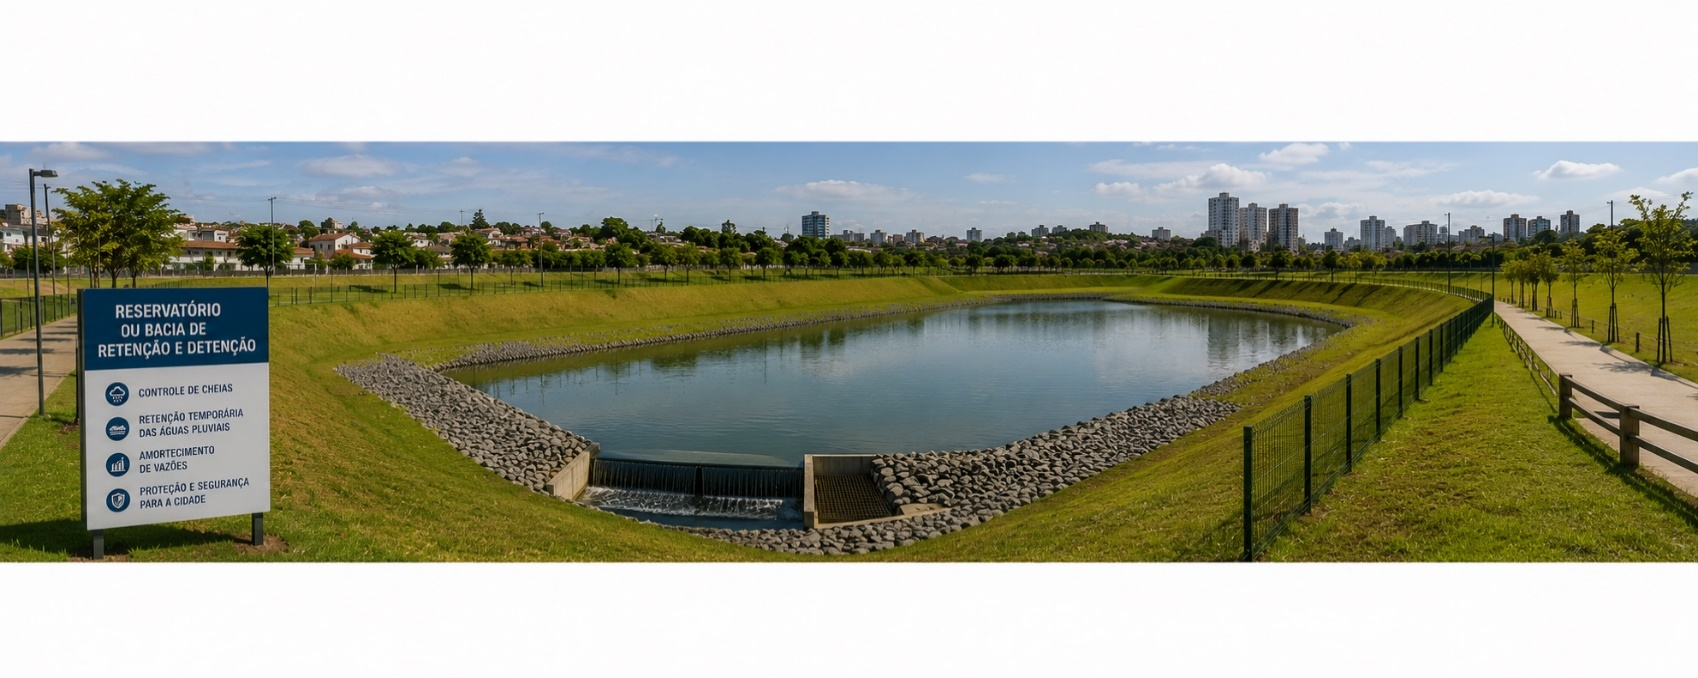 RESERVATÓRIO
OU BACIA DE
RETENÇÃO E DETENÇÃO
CONTROLE DE CHEIAS
RETENÇÃO TEMPORÁRIA
DAS ÁGUAS PLUVIAIS
AMORTECIMENTO
DE VAZÕES
PROTEÇÃO E SEGURANÇA
PARA A CIDADE